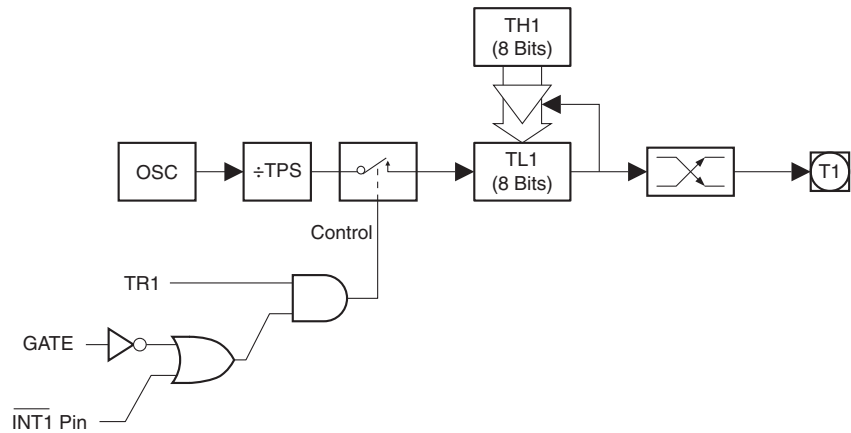 TH1
(8 Bits)
OSC
÷TPS
TL1
(8 Bits)
T1
Control
TR1
GATE
INT1 Pin